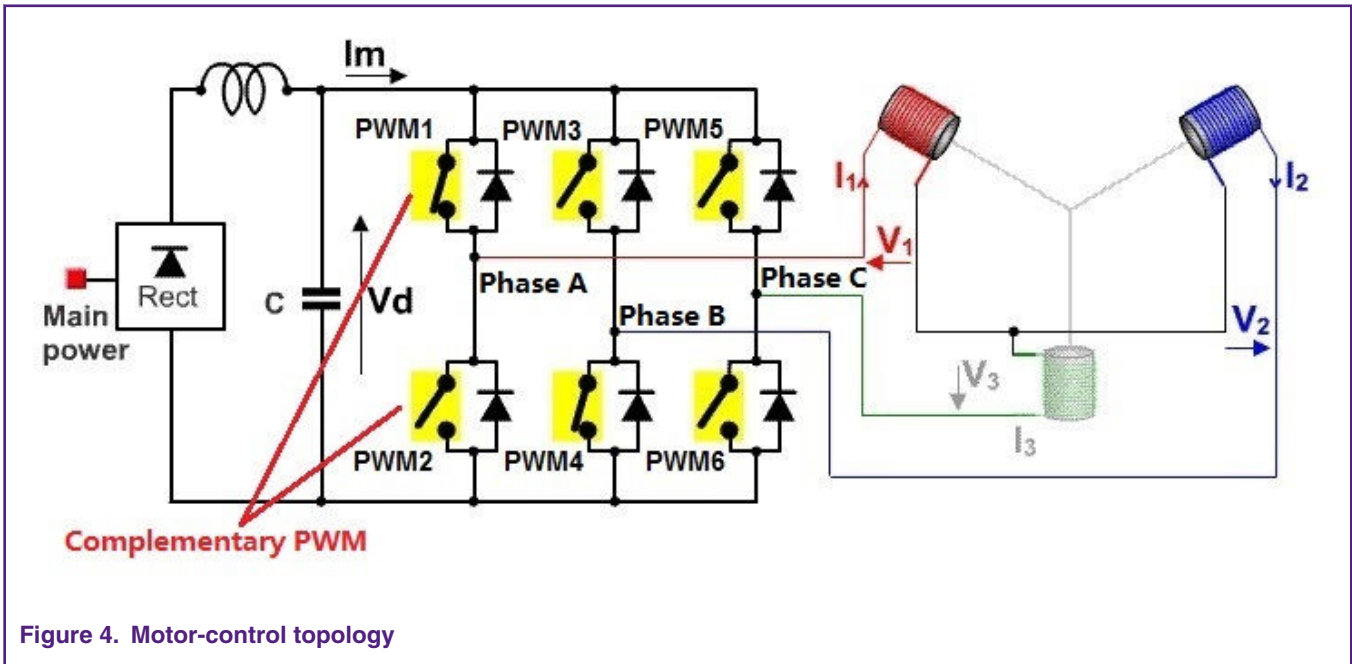 Im
PWM1
PWM3
PWM5
I₁
I₂
V₁
Rect
Main
power
C
Vd
Phase A
Phase B
Phase C
V₂
V₃
I₃
PWM2
PWM4
PWM6
Complementary PWM
Figure 4. Motor-control topology